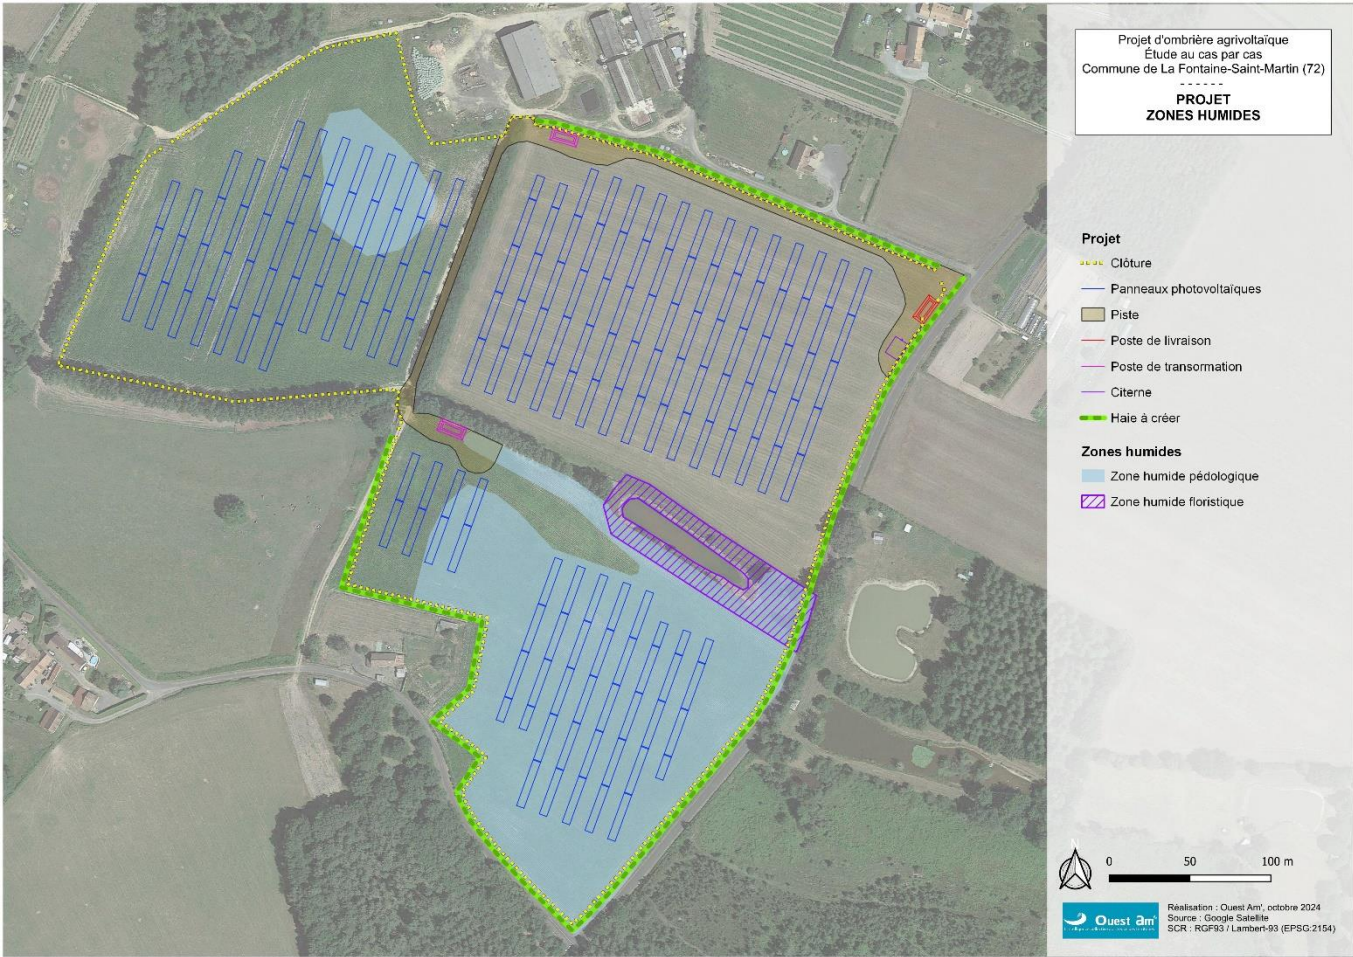 Projet d'ombrière agrivoltaïque
Étude au cas par cas
Commune de La Fontaine-Saint-Martin (72)
------
PROJET
ZONES HUMIDES
Projet
Clôture
Panneaux photovoltaïques
Piste
Poste de livraison
Poste de transormation
Citerne
Haie à créer
Zones humides
Zone humide pédologique
Zone humide floristique
0 50 100 m
Ouest am'
Réalisation : Ouest Am', octobre 2024
Source : Google Satellite
SCR : RGF93 / Lambert-93 (EPSG:2154)